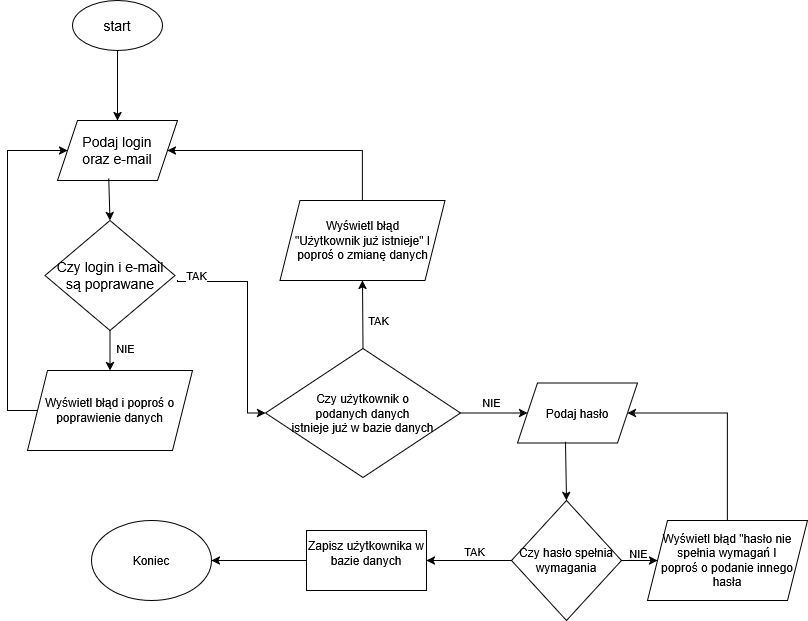 start
Podaj login
oraz e-mail
Czy login i e-mail
są poprawane
TAK
NIE
Wyświetl błąd i poproś o
poprawienie danych
Wyświetl błąd
"Użytkownik już istnieje" I
poproś o zmianę danych
TAK
Czy użytkownik o
podanych danych
istnieje już w bazie danych
NIE
Podaj hasło
Czy hasło spełnia
wymagania
NIE
Wyświetl błąd "hasło nie
spełnia wymagań I
poproś o podanie innego
hasła
TAK
Zapisz użytkownika w
bazie danych
Koniec